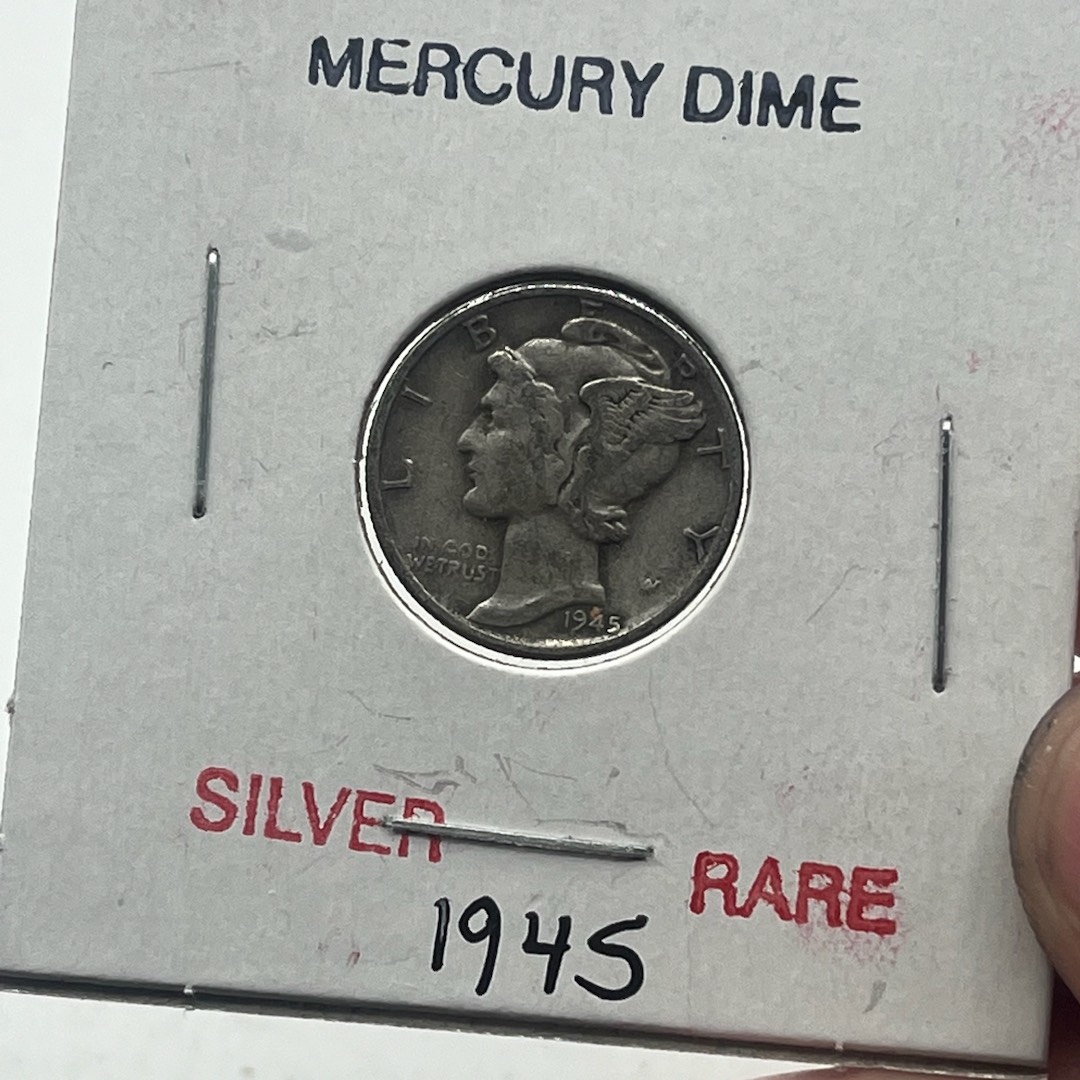 MERCURY DIME
LIBERTY
IN GOD
WE TRUST
1945
SILVER RARE
1945